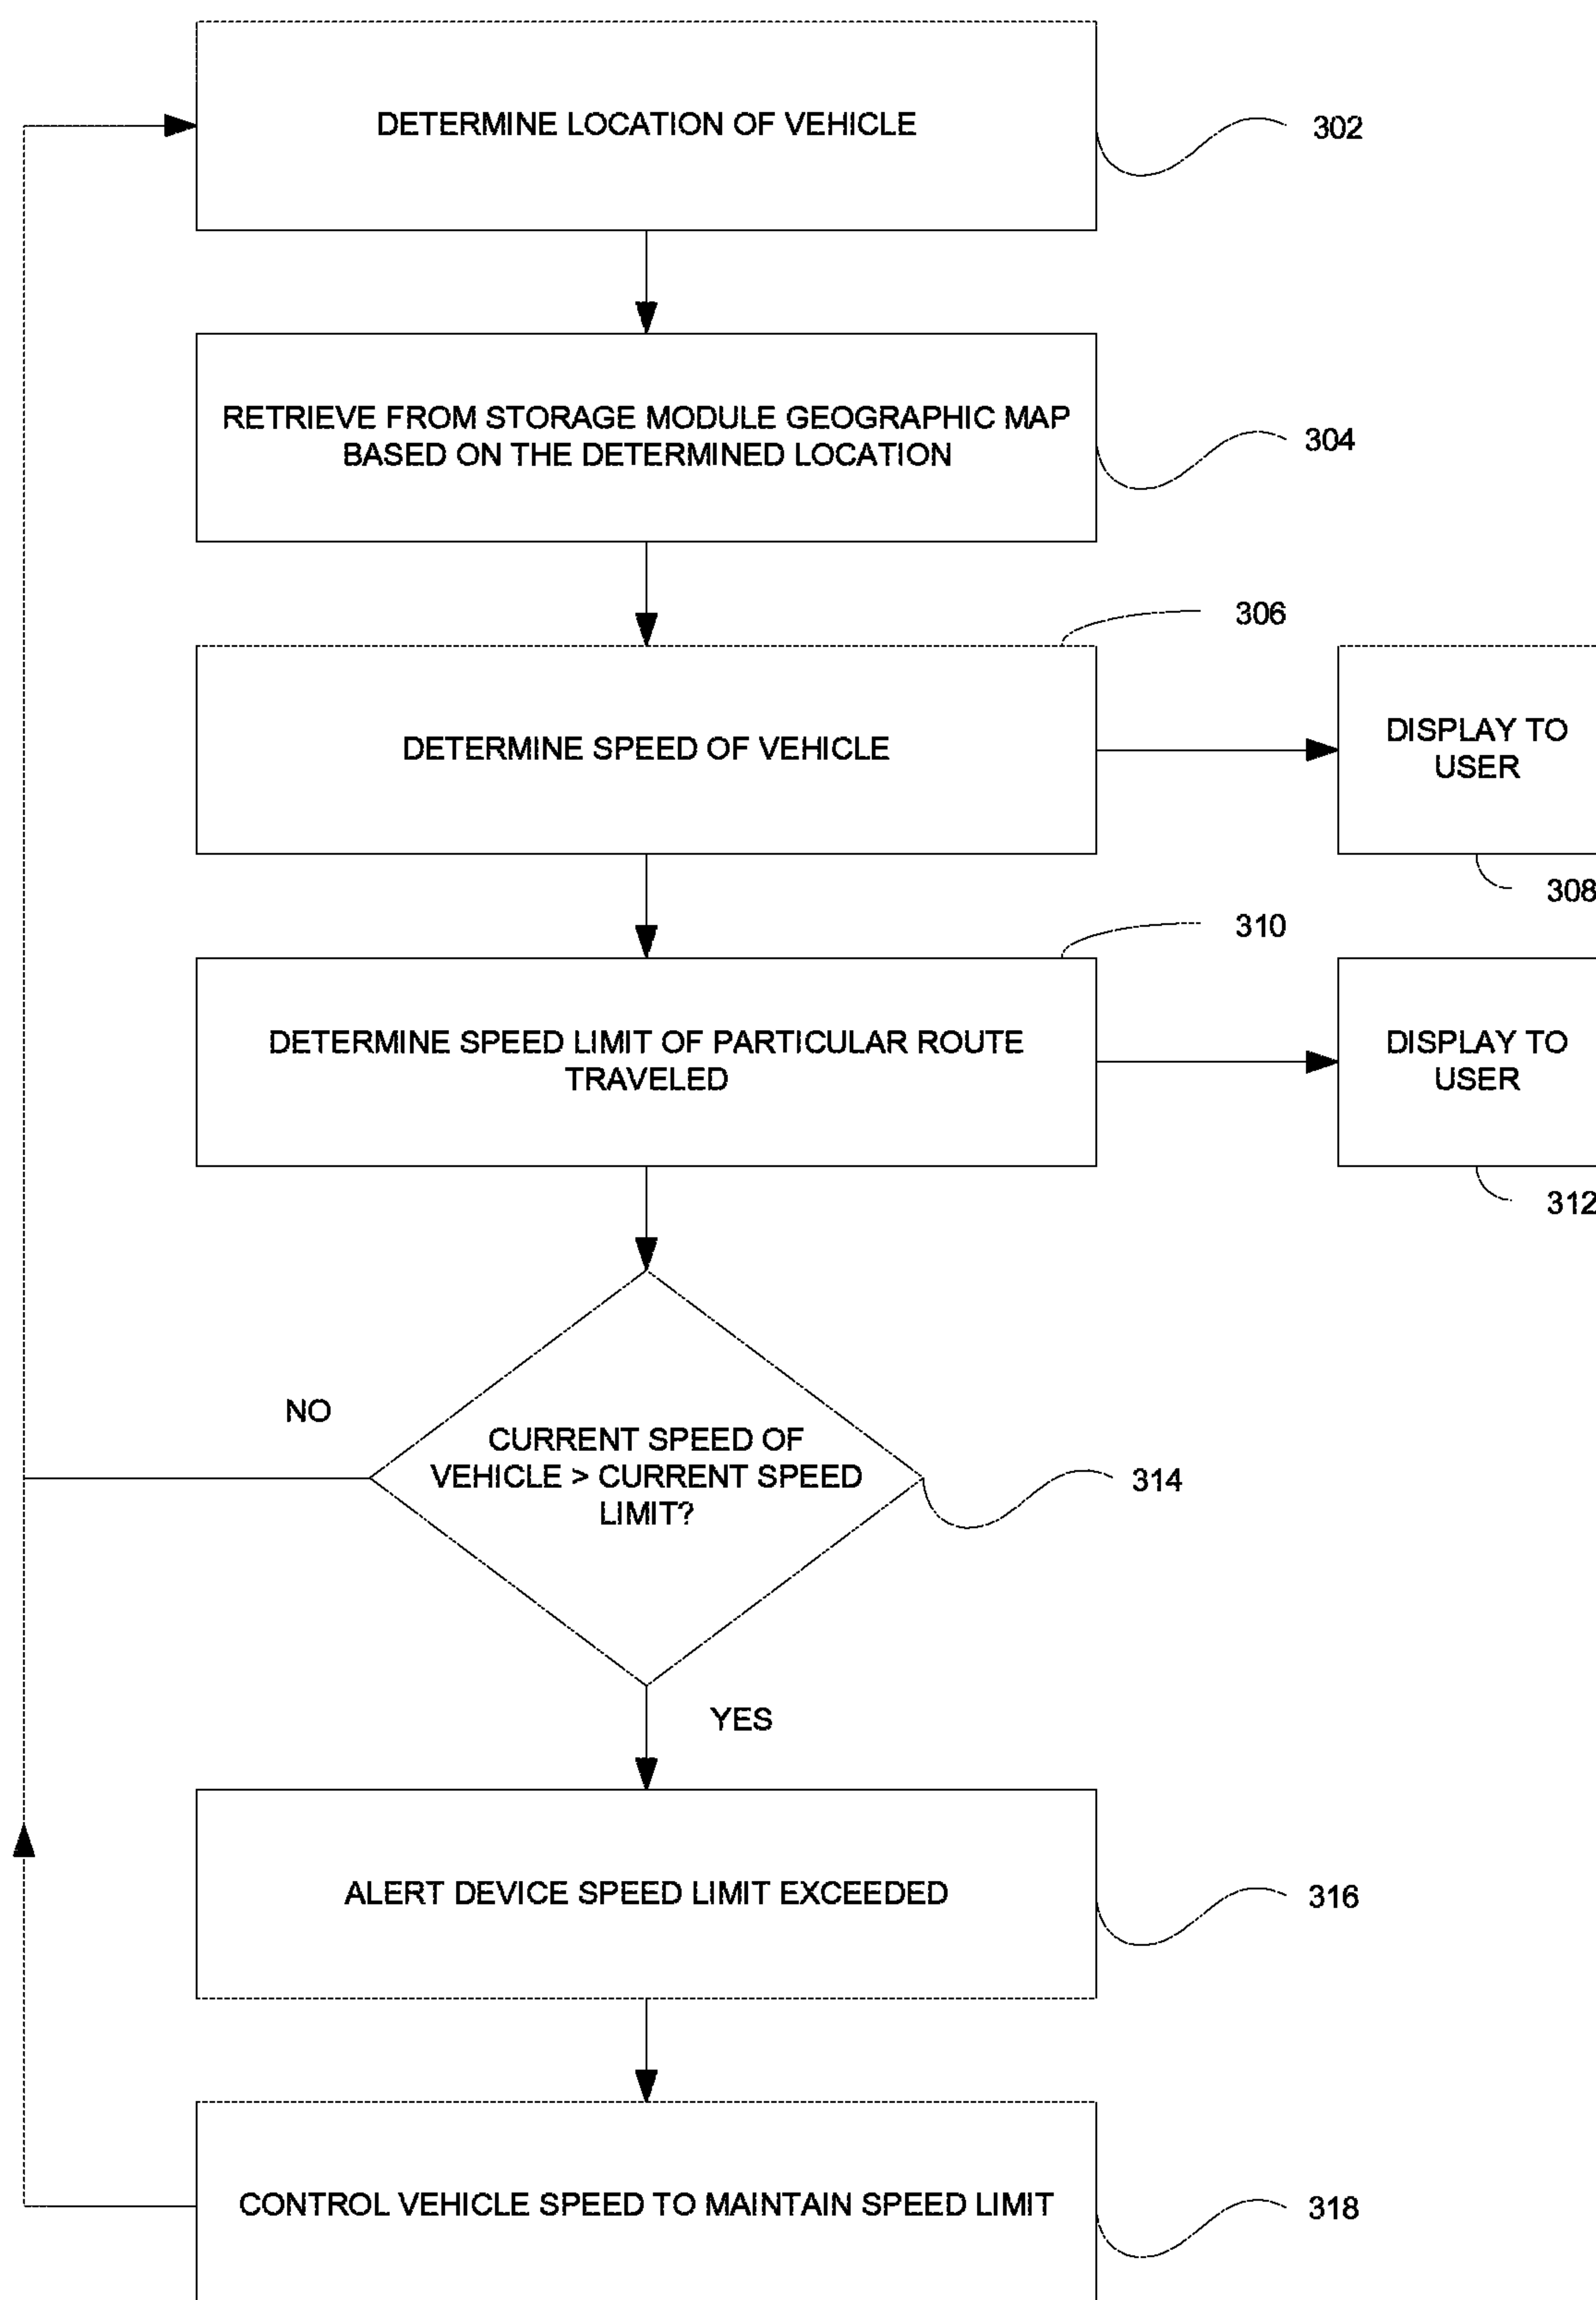 DETERMINE LOCATION OF VEHICLE
302
RETRIEVE FROM STORAGE MODULE GEOGRAPHIC MAP
BASED ON THE DETERMINED LOCATION
304
306
DETERMINE SPEED OF VEHICLE
DISPLAY TO
USER
308
310
DETERMINE SPEED LIMIT OF PARTICULAR ROUTE
TRAVELED
DISPLAY TO
USER
312
NO
CURRENT SPEED OF
VEHICLE > CURRENT SPEED
LIMIT?
314
YES
ALERT DEVICE SPEED LIMIT EXCEEDED
316
CONTROL VEHICLE SPEED TO MAINTAIN SPEED LIMIT
318